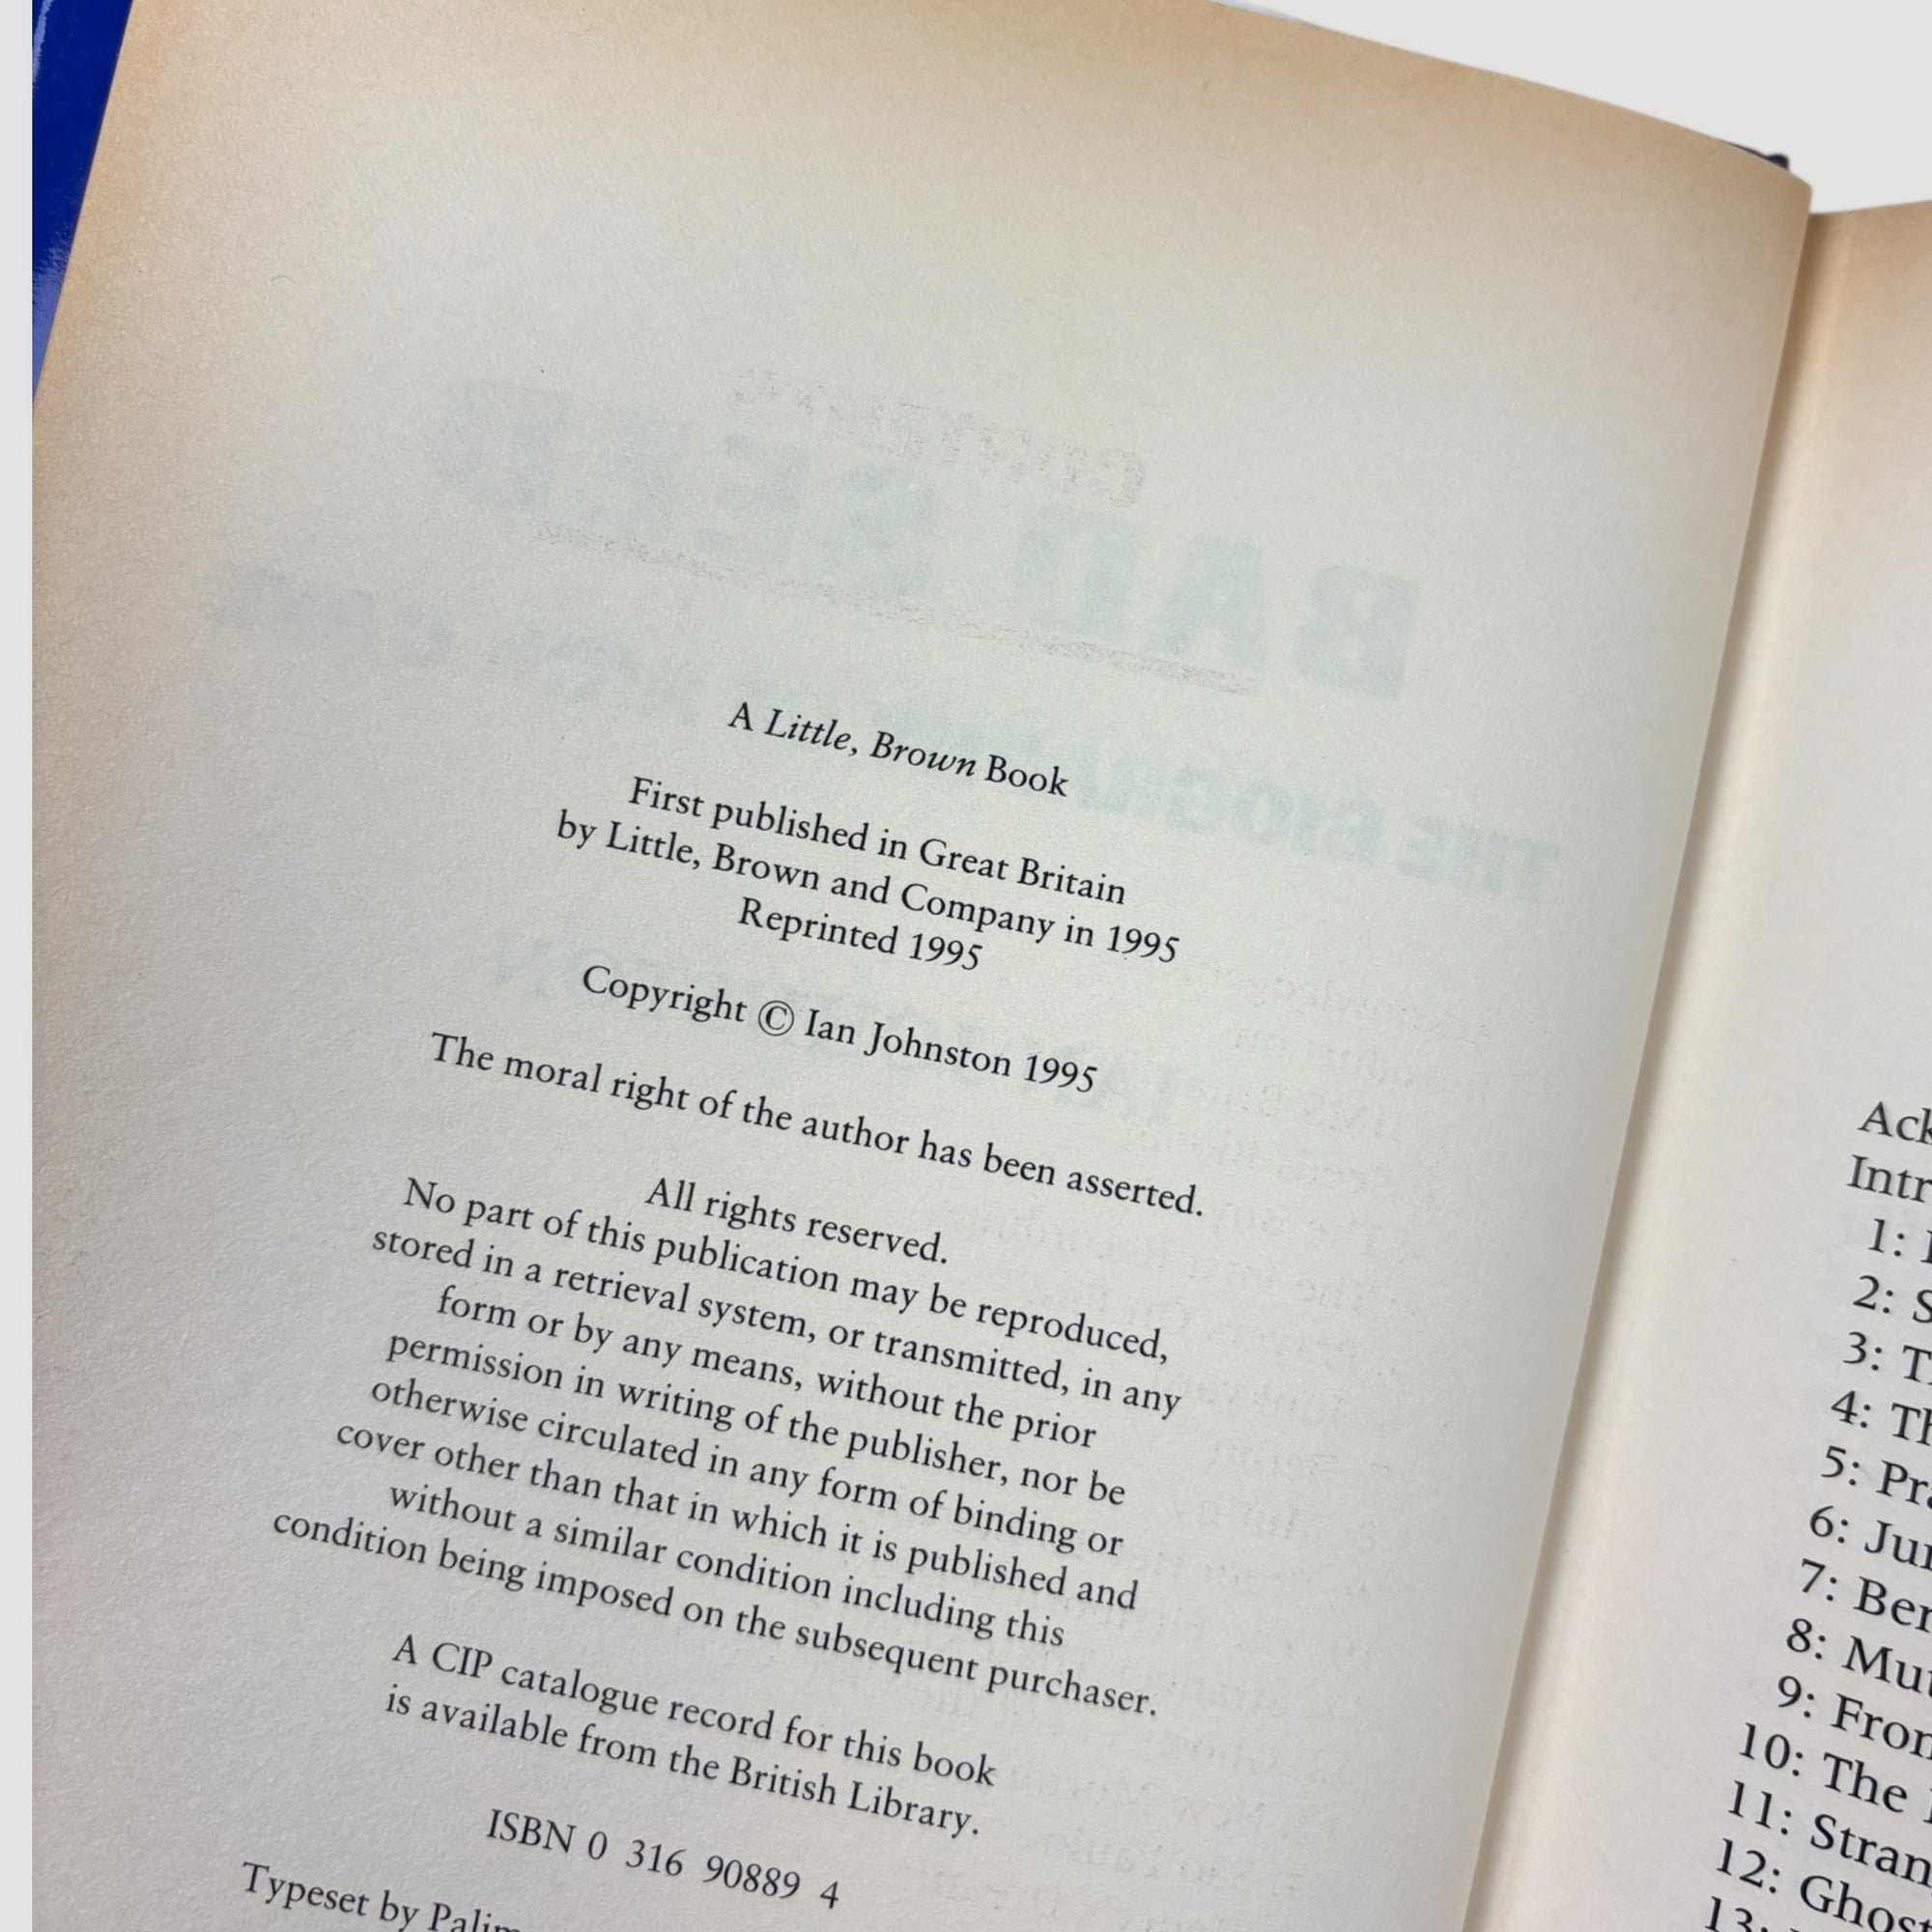 A Little, Brown Book
First published in Great Britain
by Little, Brown and Company in 1995
Reprinted 1995
Copyright © Ian Johnston 1995
The moral right of the author has been asserted.
All rights reserved.
No part of this publication may be reproduced,
stored in a retrieval system, or transmitted, in any
form or by any means, without the prior
permission in writing of the publisher, nor be
otherwise circulated in any form of binding or
cover other than that in which it is published and
without a similar condition including this
condition being imposed on the subsequent purchaser.
A CIP catalogue record for this book
is available from the British Library.
ISBN 0 316 90889 4
Typeset by
1:
2:
3:
4:
5:
6:
7:
8:
9:
10: The
11:
12:
13: